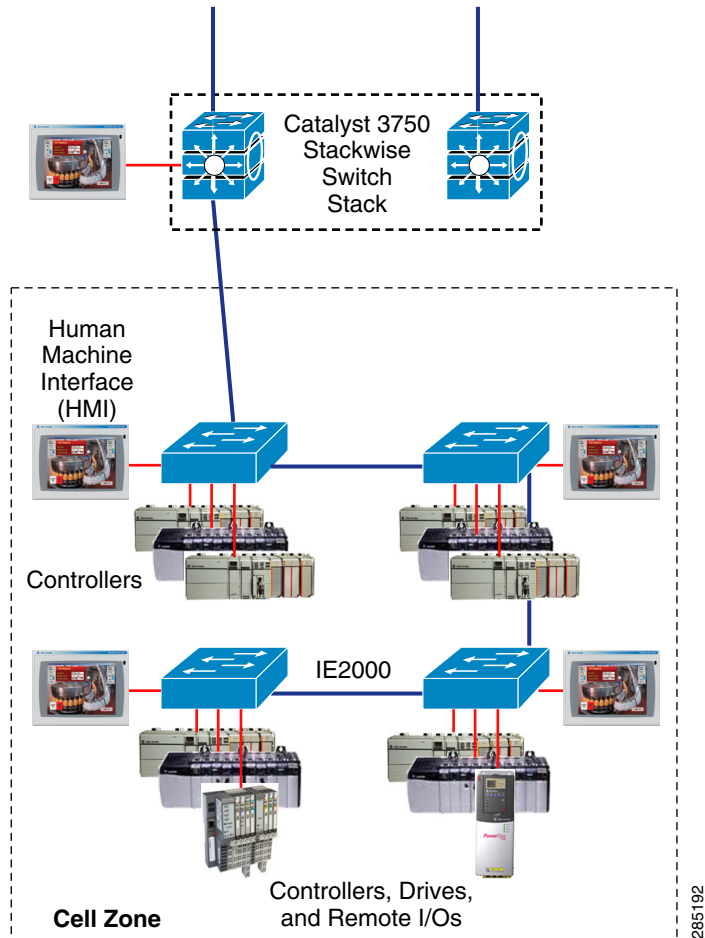 Catalyst 3750
Stackwise
Switch
Stack
Human
Machine
Interface
(HMI)
Controllers
IE2000
PowerFlex
Controllers, Drives,
and Remote I/Os
Cell Zone
285192